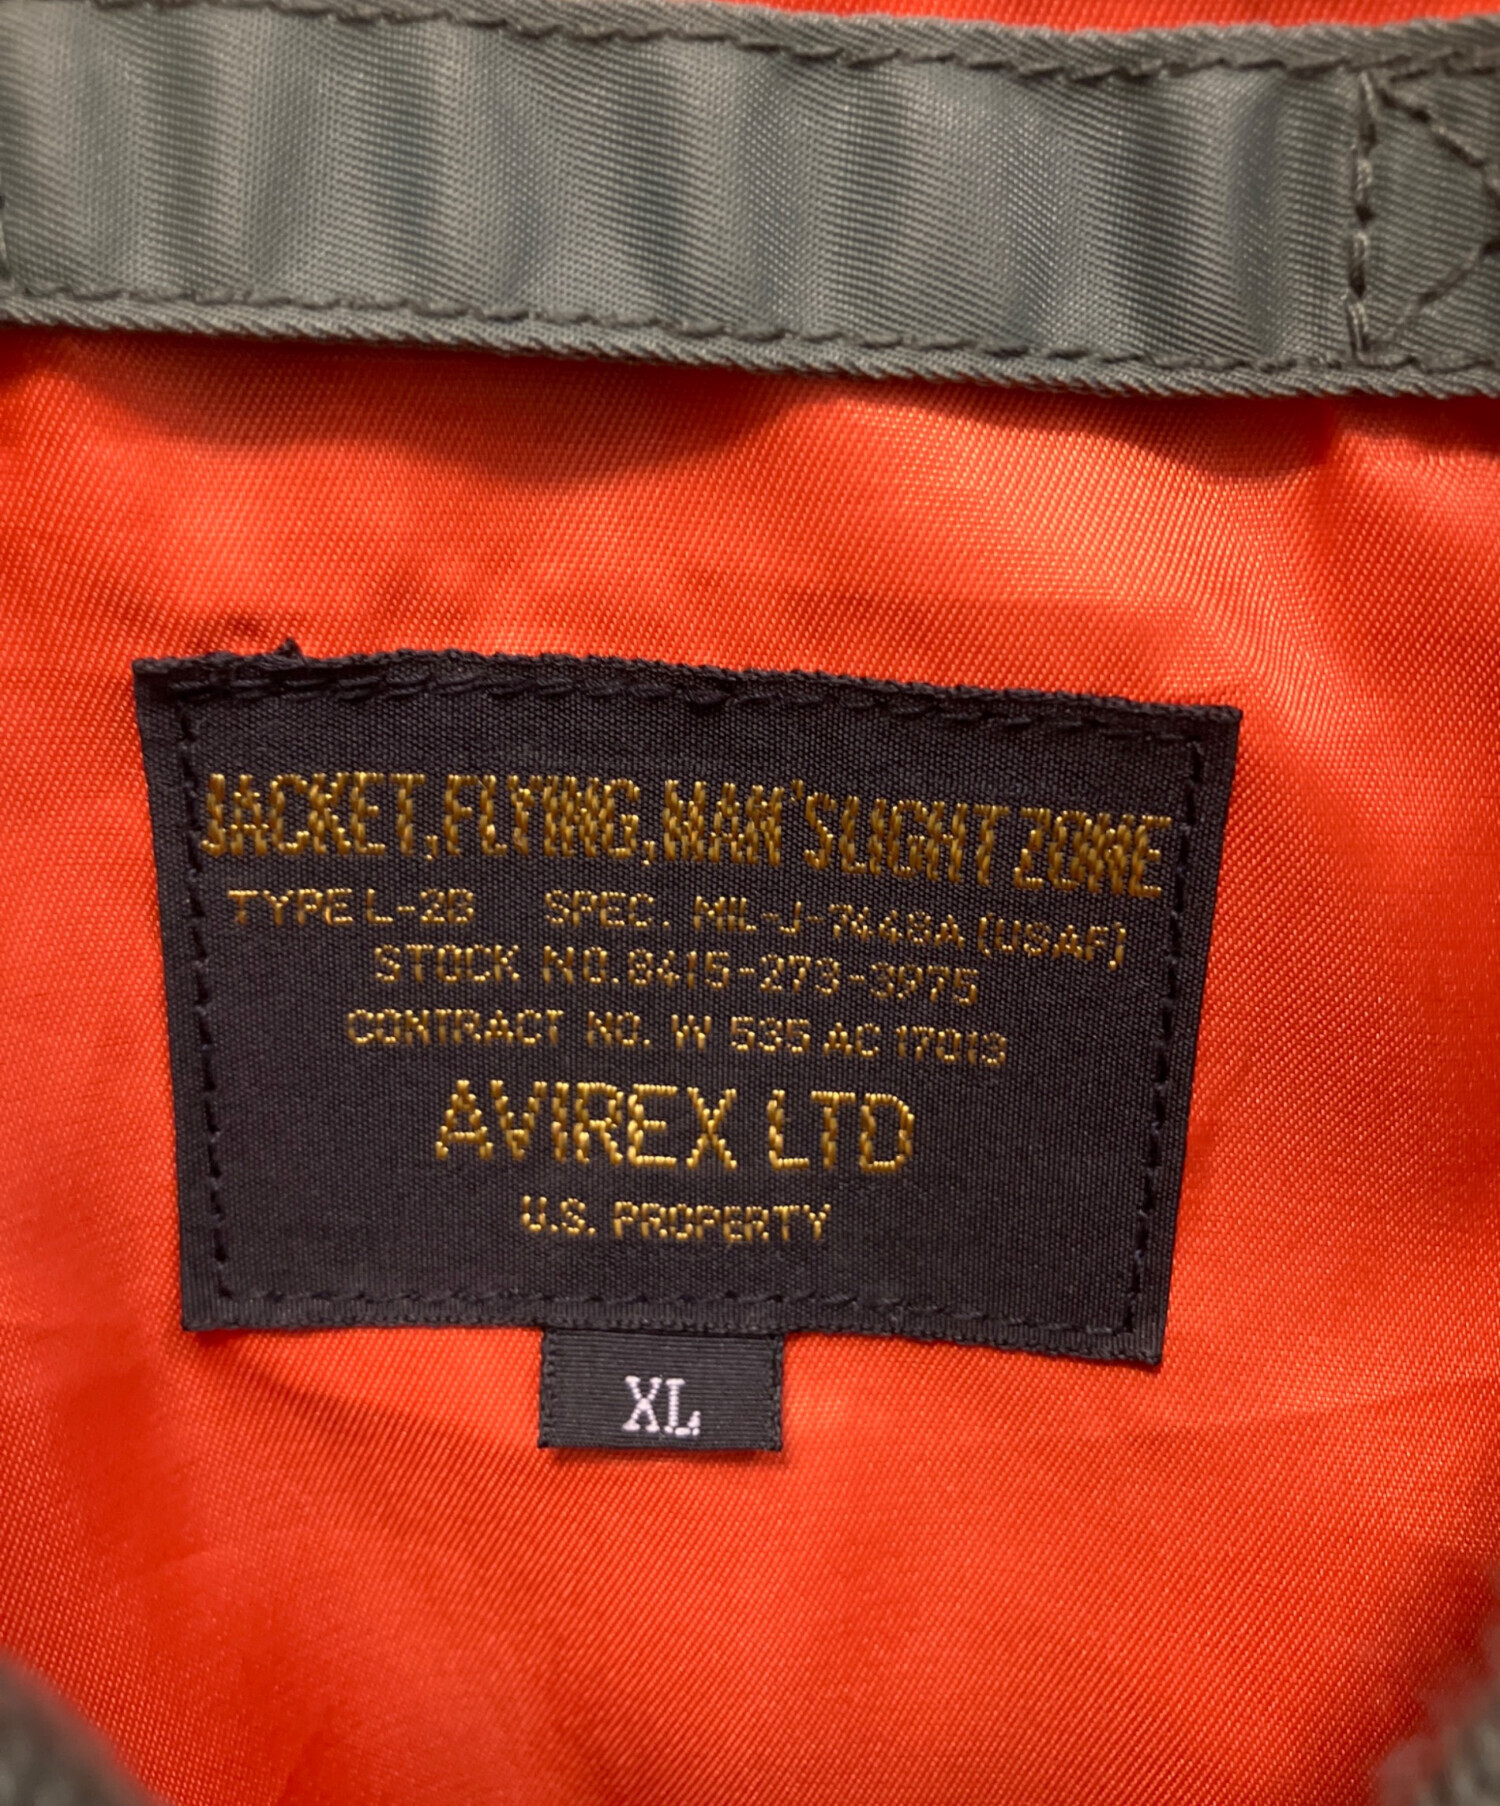 JACKET,FLYING,MAN'S LIGHT ZONE
TYPE L-2B SPEC. MIL-J-7448A (USAF)
STOCK NO.8415-273-3975
CONTRACT NO. W 535 AC 17013
AVIREX LTD
U.S. PROPERTY
XL